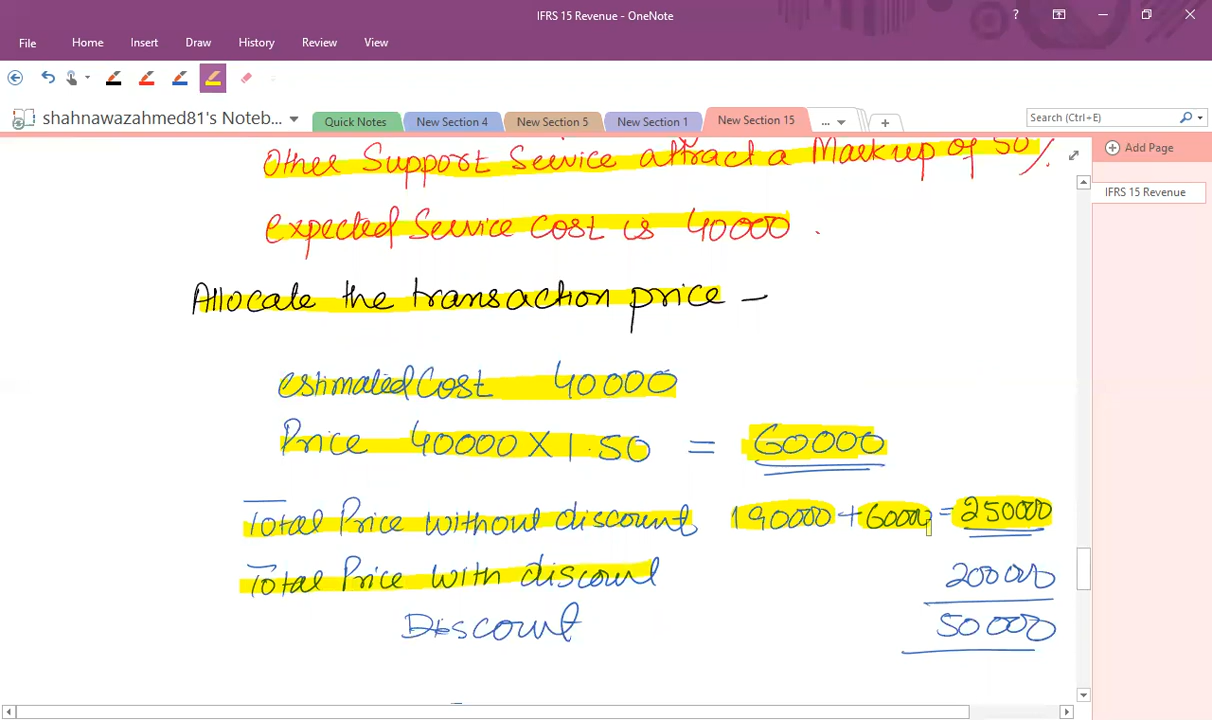 IFRS 15 Revenue - OneNote
?
File Home Insert Draw History Review View
shahnawazahmed81's Noteb... Quick Notes New Section 4 New Section 5 New Section 1 New Section 15 ... + Search (Ctrl+E)
Add Page
IFRS 15 Revenue
Other Support Service attract a Markup of 50%.
Expected Service Cost is 40000.
Allocate the transaction price -
estimated Cost 40000
Price 40000 X 1.50 = 60000
Total Price without discount 190000 + 60000 = 250000
Total Price with discount 200000
Discount 50000